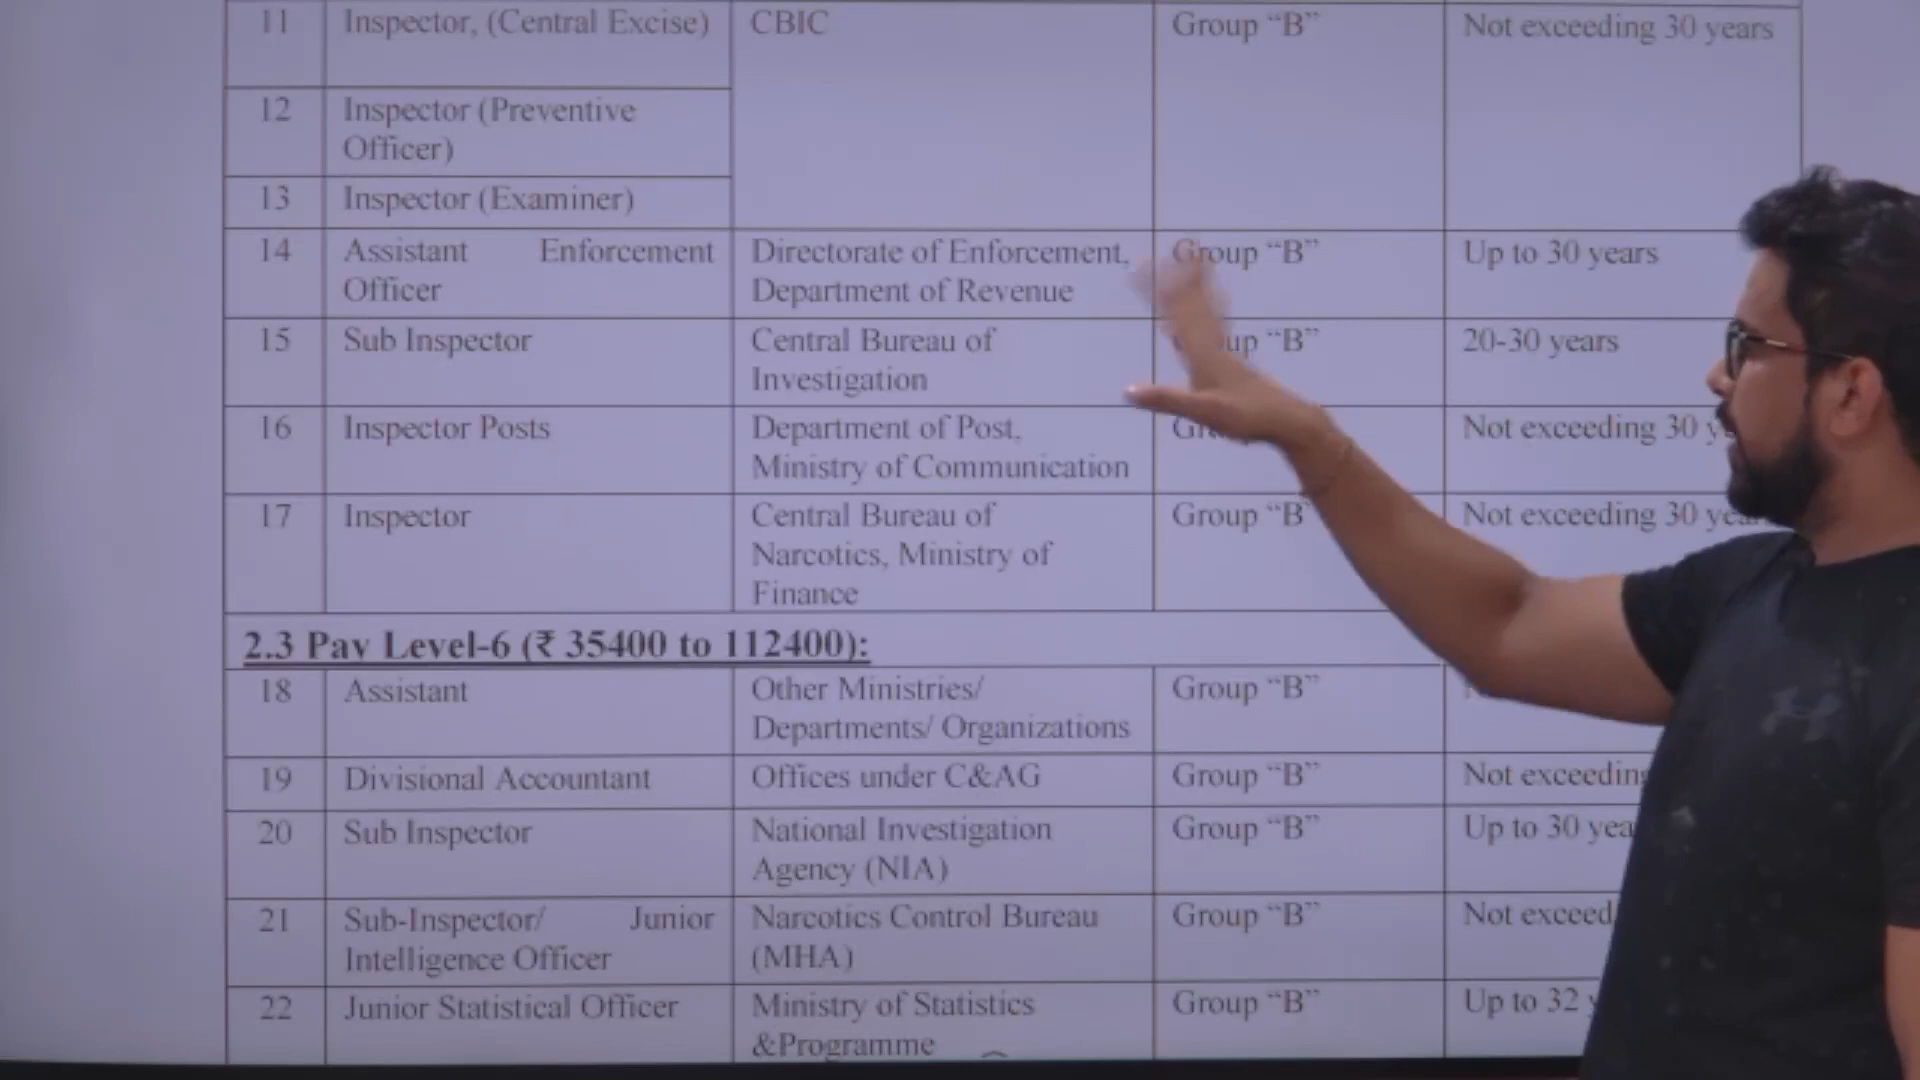 11 Inspector, (Central Excise) CBIC Group “B” Not exceeding 30 years
12 Inspector (Preventive
Officer)
13 Inspector (Examiner)
14 Assistant Enforcement Directorate of Enforcement, Group “B” Up to 30 years
Officer Department of Revenue
15 Sub Inspector Central Bureau of “B” 20-30 years
Investigation
16 Inspector Posts Department of Post, Not exceeding 30
Ministry of Communication
17 Inspector Central Bureau of Group “B” Not exceeding 30
Narcotics, Ministry of
Finance
2.3 Pay Level-6 (₹ 35400 to 112400):
18 Assistant Other Ministries/ Group “B”
Departments/ Organizations
19 Divisional Accountant Offices under C&AG Group “B” Not exceeding
20 Sub Inspector National Investigation Group “B” Up to 30
Agency (NIA)
21 Sub-Inspector/ Junior Narcotics Control Bureau Group “B” Not
Intelligence Officer (MHA)
22 Junior Statistical Officer Ministry of Statistics Group “B” Up to 32
&Programme